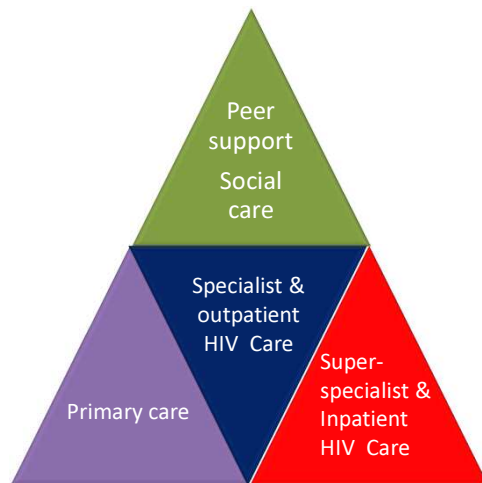 Peer
support
Social
care
Specialist &
outpatient
HIV Care
Primary care
Super-
specialist &
Inpatient
HIV Care